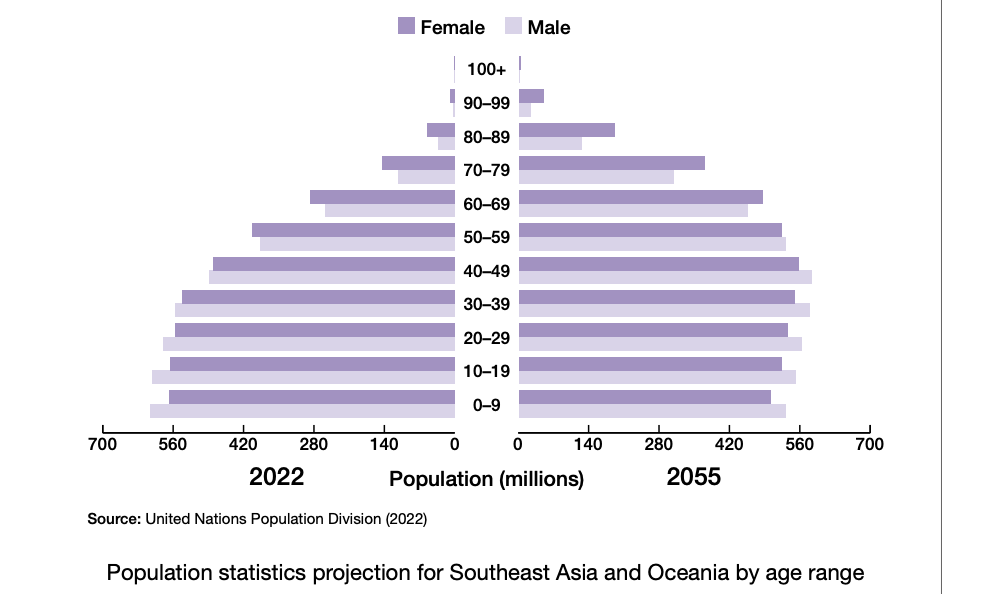 Female Male
100+
90–99
80–89
70–79
60–69
50–59
40–49
30–39
20–29
10–19
0–9
700 560 420 280 140 0 0 140 280 420 560 700
2022 Population (millions) 2055
Source: United Nations Population Division (2022)
Population statistics projection for Southeast Asia and Oceania by age range